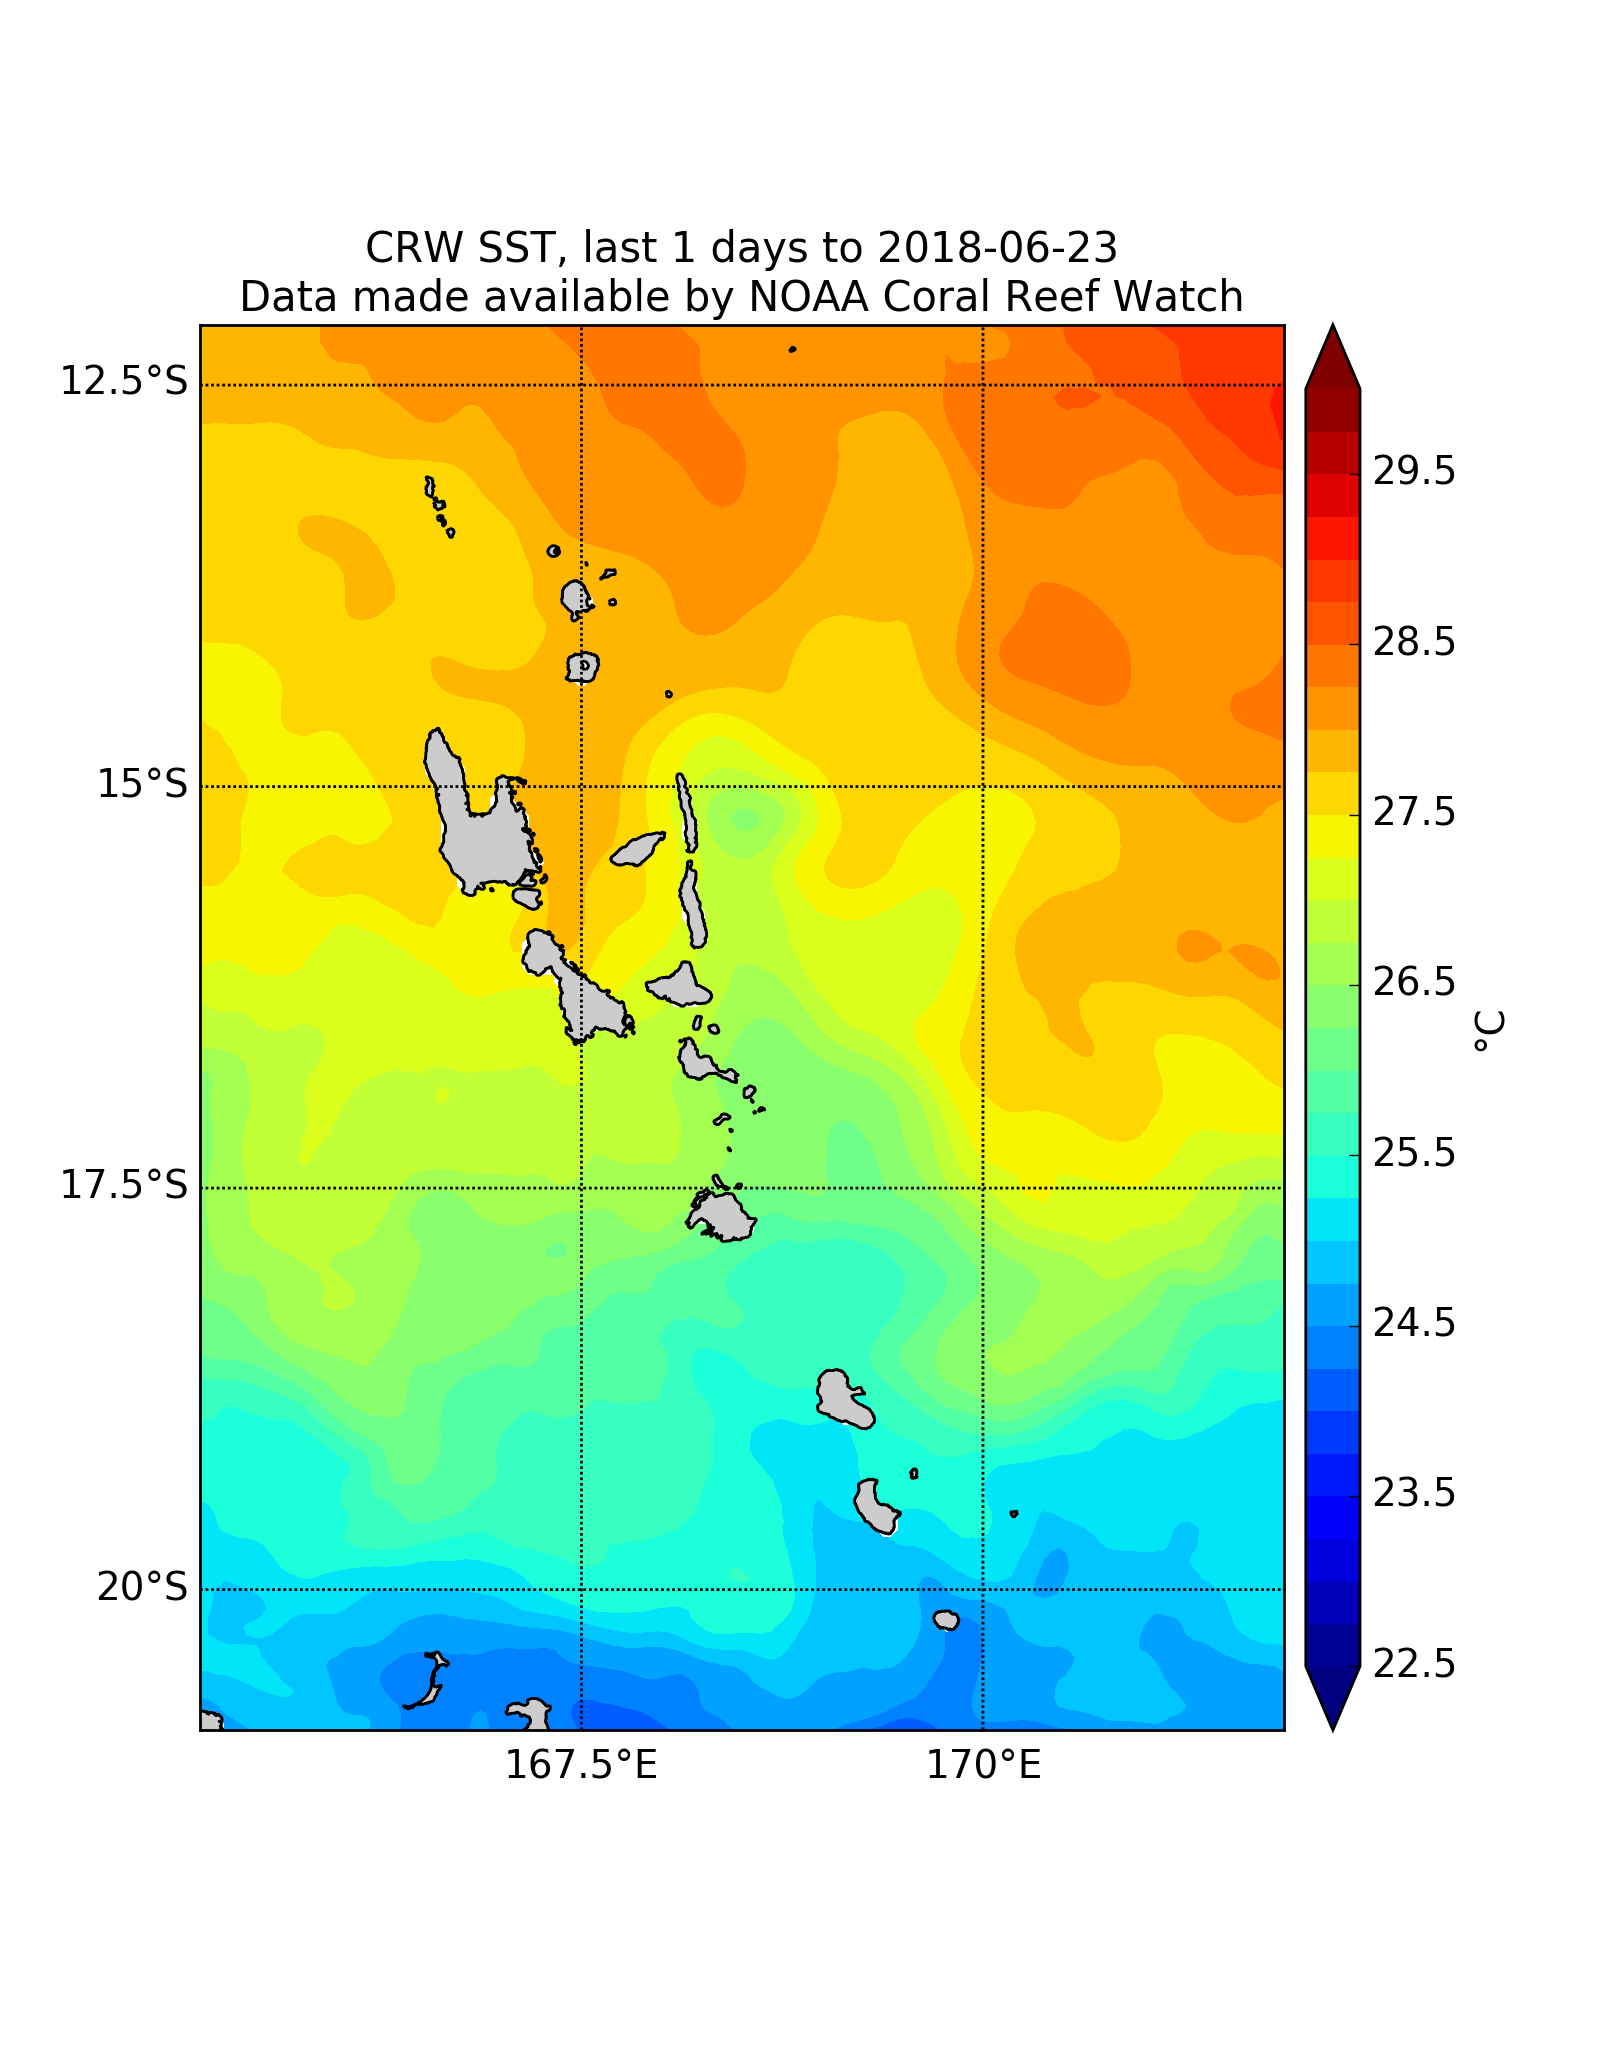 CRW SST, last 1 days to 2018-06-23
Data made available by NOAA Coral Reef Watch
12.5°S
15°S
17.5°S
20°S
167.5°E
170°E
29.5
28.5
27.5
26.5
25.5
24.5
23.5
22.5
°C